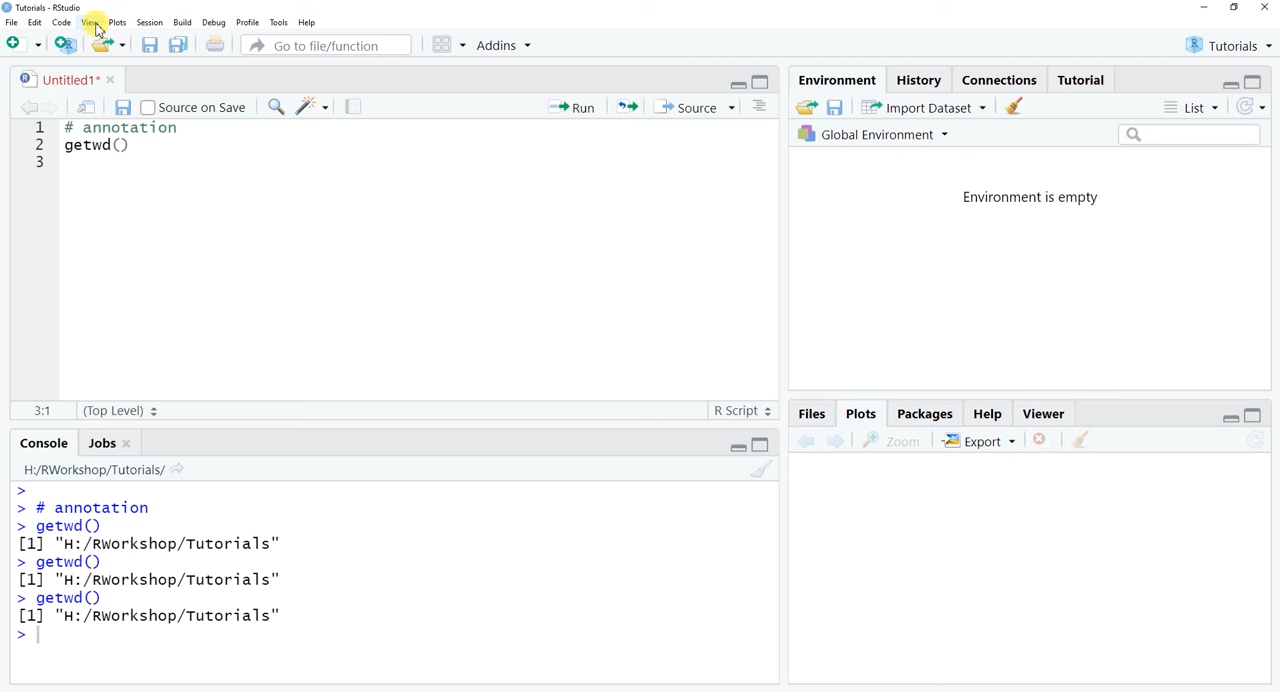 Tutorials - RStudio
File Edit Code View Plots Session Build Debug Profile Tools Help
Go to file/function Addins Tutorials
Untitled1*
Source on Save Run Source
1 # annotation
2 getwd()
3
3:1 (Top Level) R Script
Console Jobs
H:/RWorkshop/Tutorials/
>
> # annotation
> getwd()
[1] "H:/RWorkshop/Tutorials"
> getwd()
[1] "H:/RWorkshop/Tutorials"
> getwd()
[1] "H:/RWorkshop/Tutorials"
>
Environment History Connections Tutorial
Import Dataset List
Global Environment
Environment is empty
Files Plots Packages Help Viewer
Zoom Export